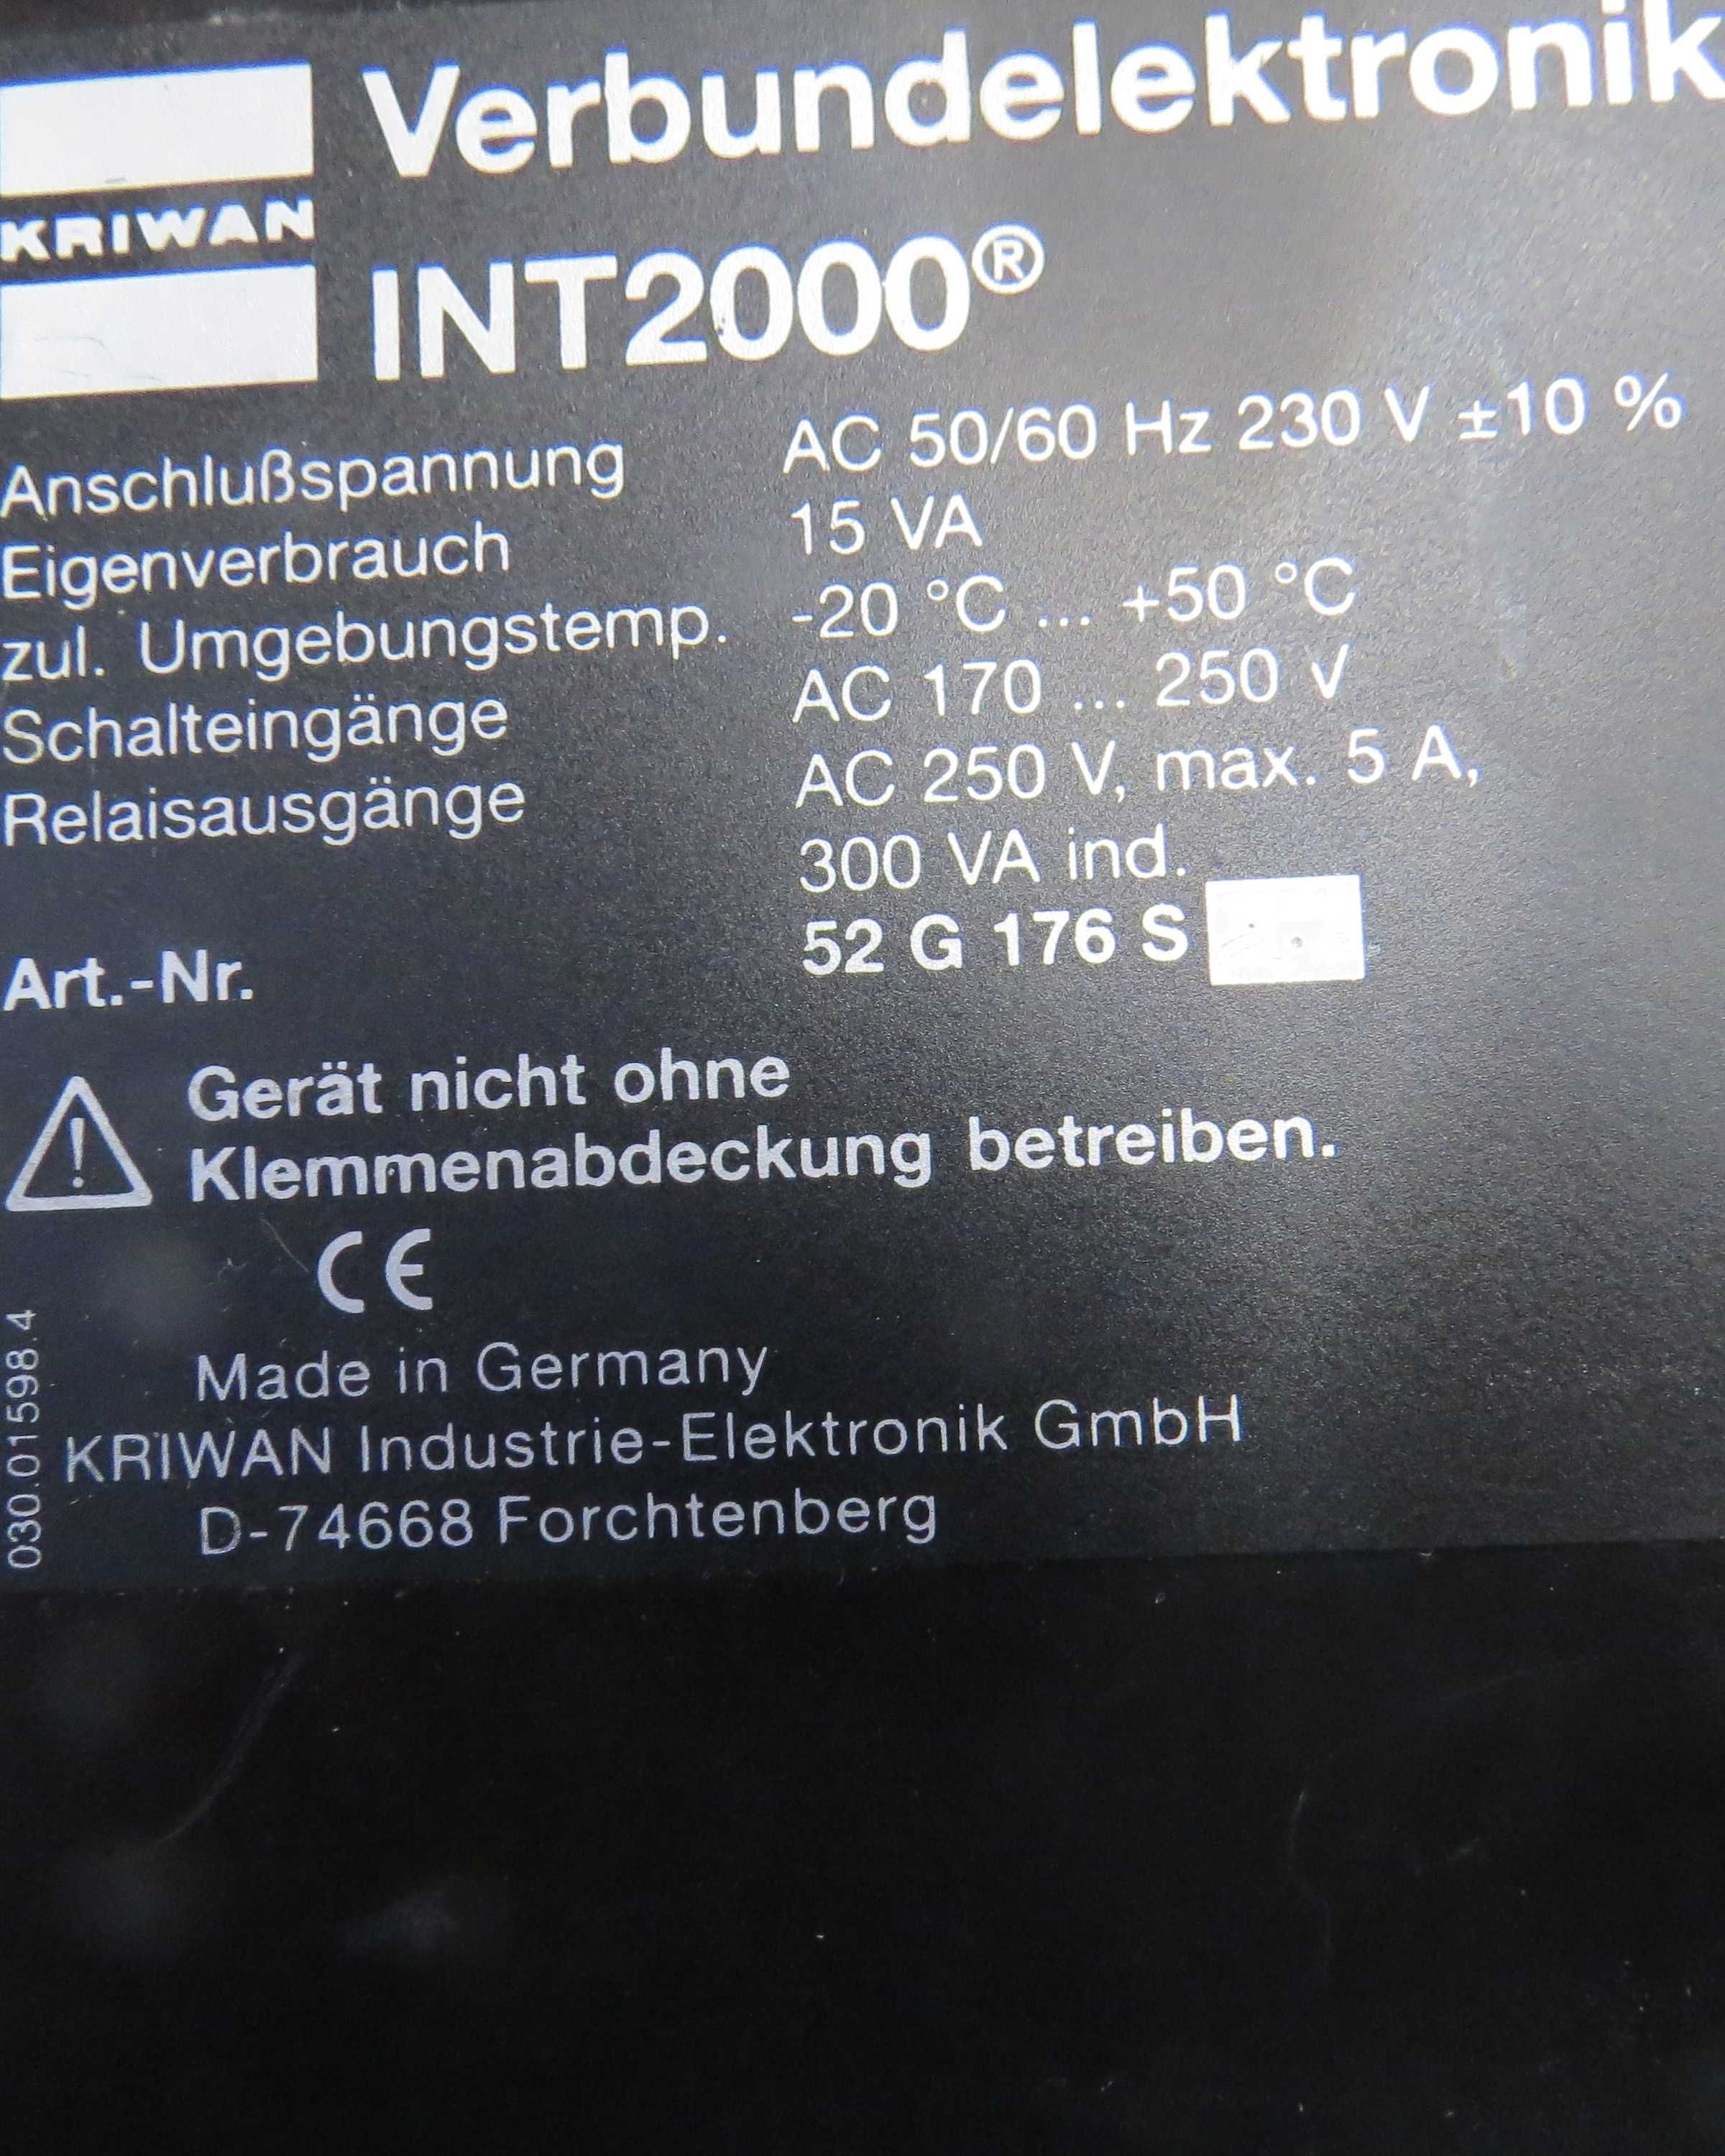 Verbundelektronik
KRIWAN
INT2000®
Anschlußspannung AC 50/60 Hz 230 V ±10 %
Eigenverbrauch 15 VA
zul. Umgebungstemp. -20 °C ... +50 °C
Schalteingänge AC 170 ... 250 V
Relaisausgänge AC 250 V, max. 5 A,
300 VA ind.
Art.-Nr. 52 G 176 S
Gerät nicht ohne
Klemmenabdeckung betreiben.
CE
Made in Germany
KRIWAN Industrie-Elektronik GmbH
D-74668 Forchtenberg
030.01598.4